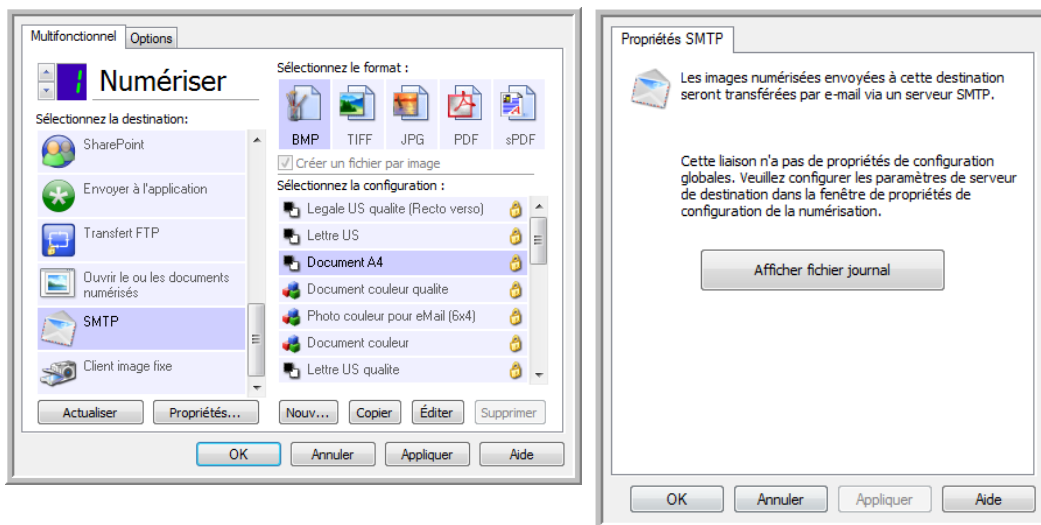 Multifonctionnel
Options
1
Numériser
Sélectionnez la destination:
SharePoint
Envoyer à l'application
Transfert FTP
Ouvrir le ou les documents
numérisés
SMTP
Client image fixe
Actualiser
Propriétés...
Sélectionnez le format :
BMP
TIFF
JPG
PDF
sPDF
Créer un fichier par image
Sélectionnez la configuration :
Legale US qualite (Recto verso)
Lettre US
Document A4
Document couleur qualite
Photo couleur pour eMail (6x4)
Document couleur
Lettre US qualite
Nouv...
Copier
Éditer
Supprimer
OK
Annuler
Appliquer
Aide
Propriétés SMTP
Les images numérisées envoyées à cette destination
seront transférées par e-mail via un serveur SMTP.
Cette liaison n'a pas de propriétés de configuration
globales. Veuillez configurer les paramètres de serveur
de destination dans la fenêtre de propriétés de
configuration de la numérisation.
Afficher fichier journal
OK
Annuler
Appliquer
Aide